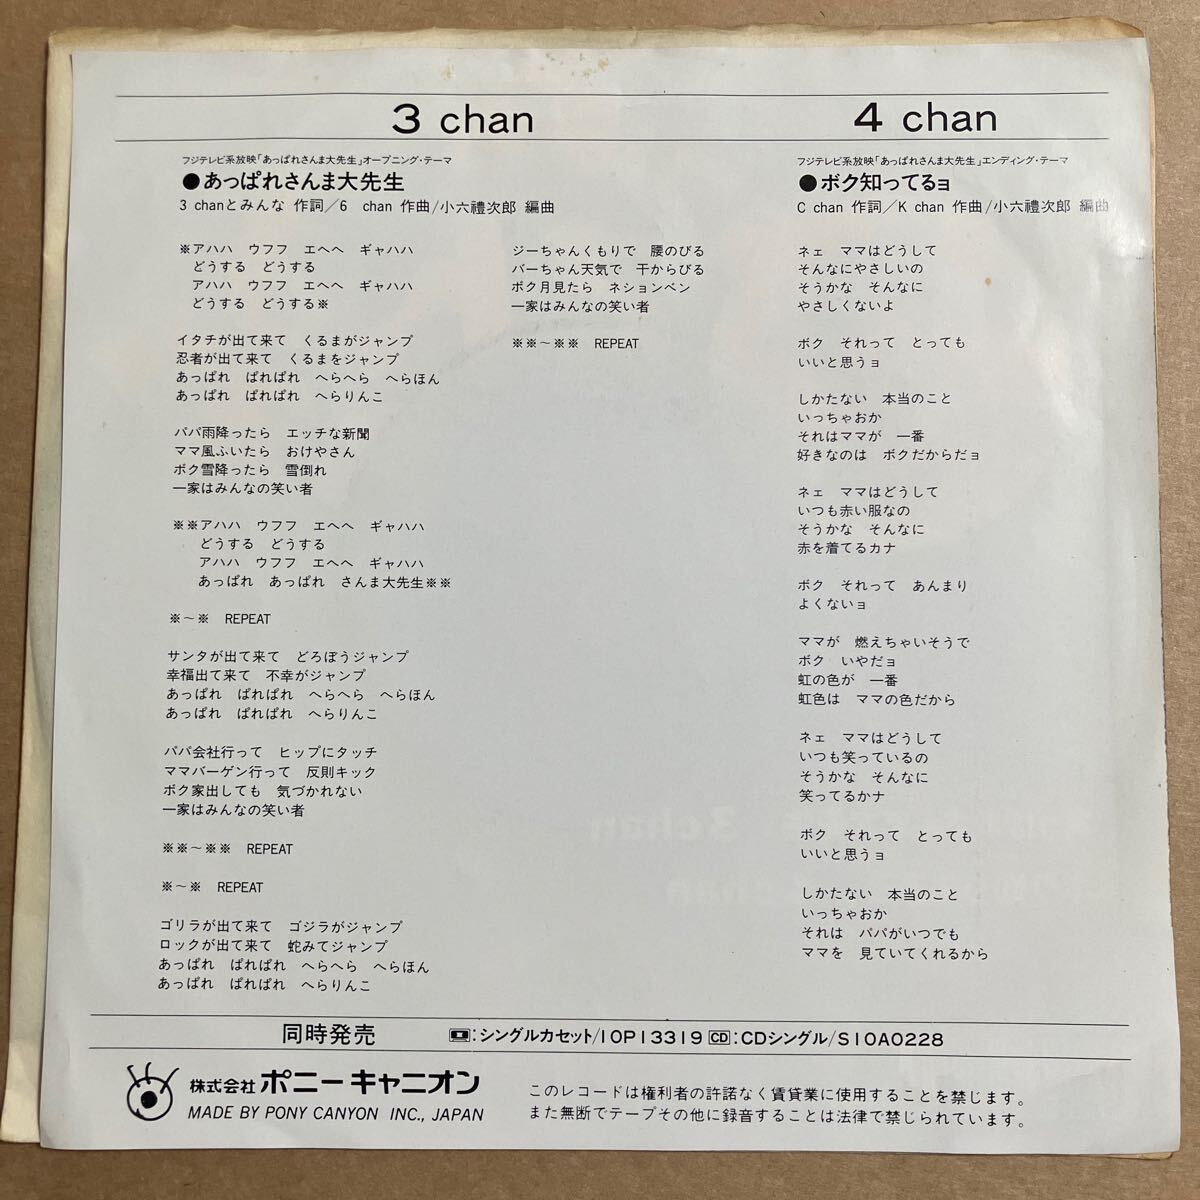 3 chan
フジテレビ系放映「あっぱれさんま大先生」オープニング・テーマ
●あっぱれさんま大先生
3 chanとみんな 作詞/6 chan 作曲/小六禮次郎 編曲
※アハハ ウフフ エヘヘ ギャハハ
どうする どうする
アハハ ウフフ エヘヘ ギャハハ
どうする どうする※
イタチが出て来て くるまがジャンプ
忍者が出て来て くるまをジャンプ
あっぱれ ぱれぱれ へらへら へらほん
あっぱれ ぱれぱれ へらりんこ
パパ雨降ったら エッチな新聞
ママ風ふいたら おけやさん
ボク雪降ったら 雪倒れ
一家はみんなの笑い者
※※アハハ ウフフ エヘヘ ギャハハ
どうする どうする
アハハ ウフフ エヘヘ ギャハハ
あっぱれ あっぱれ さんま大先生※※
※～※ REPEAT
サンタが出て来て どろぼうジャンプ
幸福出て来て 不幸がジャンプ
あっぱれ ぱれぱれ へらへら へらほん
あっぱれ ぱれぱれ へらりんこ
パパ会社行って ヒップにタッチ
ママバーゲン行って 反則キック
ボク家出しても 気づかれない
一家はみんなの笑い者
※※～※※ REPEAT
※～※ REPEAT
ゴリラが出て来て ゴジラがジャンプ
ロックが出て来て 蛇みてジャンプ
あっぱれ ぱれぱれ へらへら へらほん
あっぱれ ぱれぱれ へらりんこ
ジーちゃんくもりで 腰のびる
バーちゃん天気で 干からびる
ボク月見たら ネションベン
一家はみんなの笑い者
※※～※※ REPEAT
4 chan
フジテレビ系放映「あっぱれさんま大先生」エンディング・テーマ
●ボク知ってるョ
C chan 作詞/K chan 作曲/小六禮次郎 編曲
ネェ ママはどうして
そんなにやさしいの
そうかな そんなに
やさしくないよ
ボク それって とっても
いいと思うョ
しかたない 本当のこと
いっちゃおか
それはママが 一番
好きなのは ボクだからだョ
ネェ ママはどうして
いつも赤い服なの
そうかな そんなに
赤を着てるカナ
ボク それって あんまり
よくないョ
ママが 燃えちゃいそうで
ボク いやだョ
虹の色が 一番
虹色は ママの色だから
ネェ ママはどうして
いつも笑っているの
そうかな そんなに
笑ってるかナ
ボク それって とっても
いいと思うョ
しかたない 本当のこと
いっちゃおか
それは パパがいつでも
ママを 見ていてくれるから
同時発売 :シングルカセット/10P13319 CD:CDシングル/S10A0228
株式会社ポニーキャニオン
MADE BY PONY CANYON INC., JAPAN
このレコードは権利者の許諾なく賃貸業に使用することを禁じます。
また無断でテープその他に録音することは法律で禁じられています。